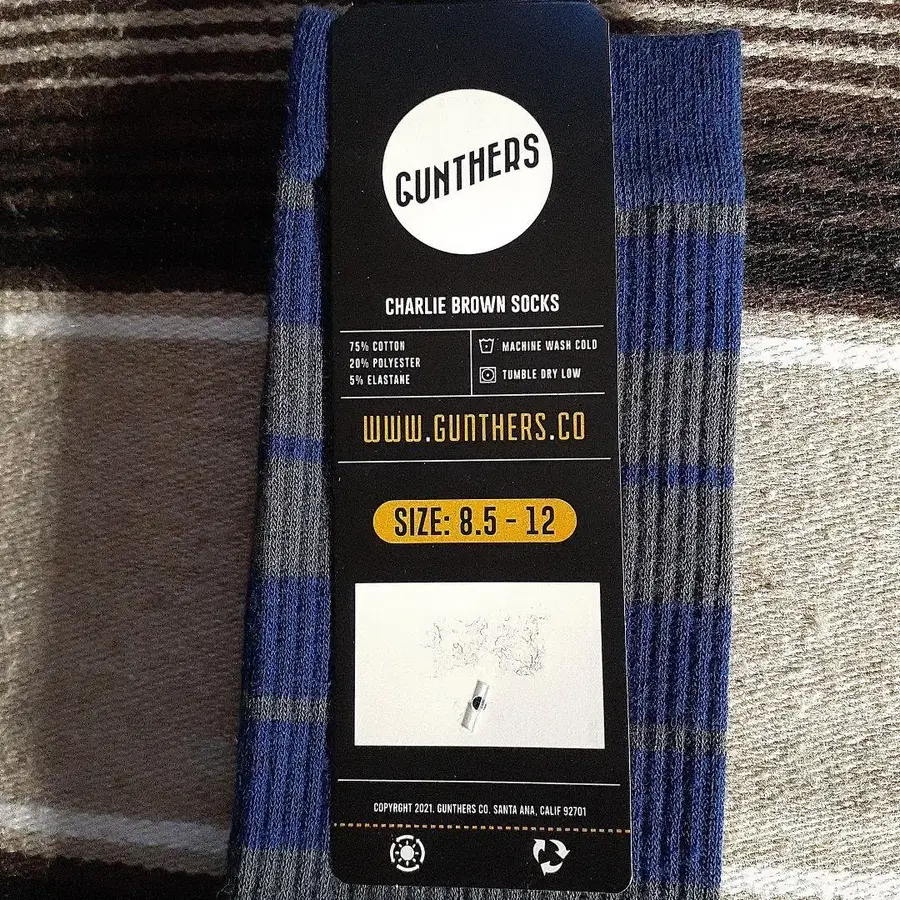 GUNTHERS
CHARLIE BROWN SOCKS
75% COTTON
20% POLYESTER
5% ELASTANE
MACHINE WASH COLD
TUMBLE DRY LOW
WWW.GUNTHERS.CO
SIZE: 8.5 - 12
COPYRGHT 2021. GUNTHERS CO. SANTA ANA, CALIF 92701